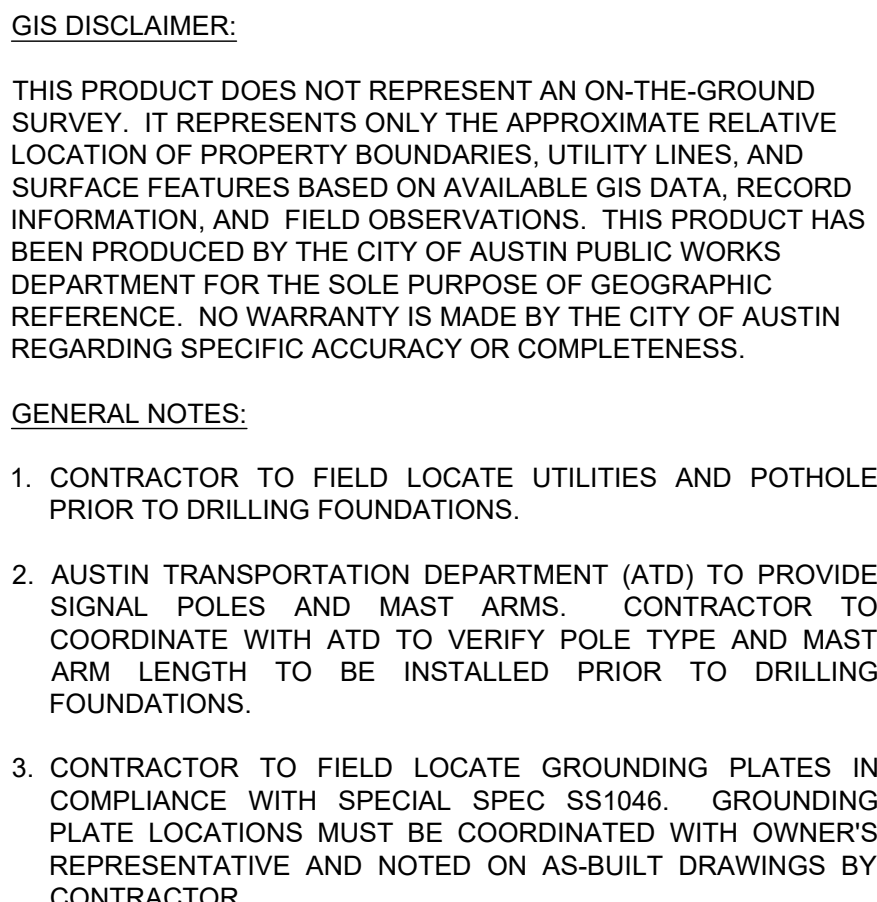 GIS DISCLAIMER:
THIS PRODUCT DOES NOT REPRESENT AN ON-THE-GROUND
SURVEY. IT REPRESENTS ONLY THE APPROXIMATE RELATIVE
LOCATION OF PROPERTY BOUNDARIES, UTILITY LINES, AND
SURFACE FEATURES BASED ON AVAILABLE GIS DATA, RECORD
INFORMATION, AND FIELD OBSERVATIONS. THIS PRODUCT HAS
BEEN PRODUCED BY THE CITY OF AUSTIN PUBLIC WORKS
DEPARTMENT FOR THE SOLE PURPOSE OF GEOGRAPHIC
REFERENCE. NO WARRANTY IS MADE BY THE CITY OF AUSTIN
REGARDING SPECIFIC ACCURACY OR COMPLETENESS.
GENERAL NOTES:
1. CONTRACTOR TO FIELD LOCATE UTILITIES AND POTHOLE
PRIOR TO DRILLING FOUNDATIONS.
2. AUSTIN TRANSPORTATION DEPARTMENT (ATD) TO PROVIDE
SIGNAL POLES AND MAST ARMS. CONTRACTOR TO
COORDINATE WITH ATD TO VERIFY POLE TYPE AND MAST
ARM LENGTH TO BE INSTALLED PRIOR TO DRILLING
FOUNDATIONS.
3. CONTRACTOR TO FIELD LOCATE GROUNDING PLATES IN
COMPLIANCE WITH SPECIAL SPEC SS1046. GROUNDING
PLATE LOCATIONS MUST BE COORDINATED WITH OWNER'S
REPRESENTATIVE AND NOTED ON AS-BUILT DRAWINGS BY
CONTRACTOR